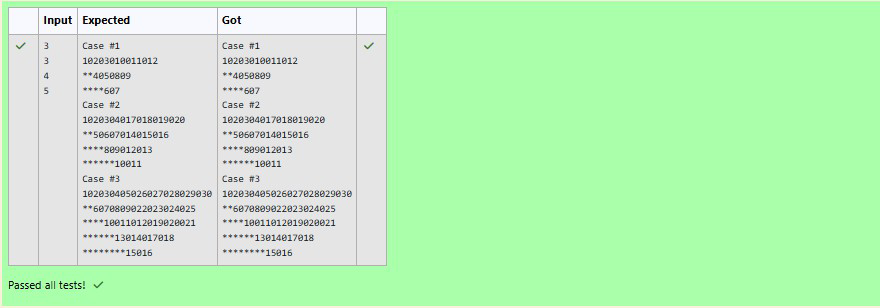 Input Expected Got
3 Case #1 Case #1
3 10203010011012 10203010011012
4 **4050809 **4050809
5 ****607 ****607
Case #2 Case #2
1020304017018019020 1020304017018019020
**50607014015016 **50607014015016
****809012013 ****809012013
******10011 ******10011
Case #3 Case #3
102030405026027028029030 102030405026027028029030
**6070809022023024025 **6070809022023024025
****10011012019020021 ****10011012019020021
******13014017018 ******13014017018
********15016 ********15016
Passed all tests!